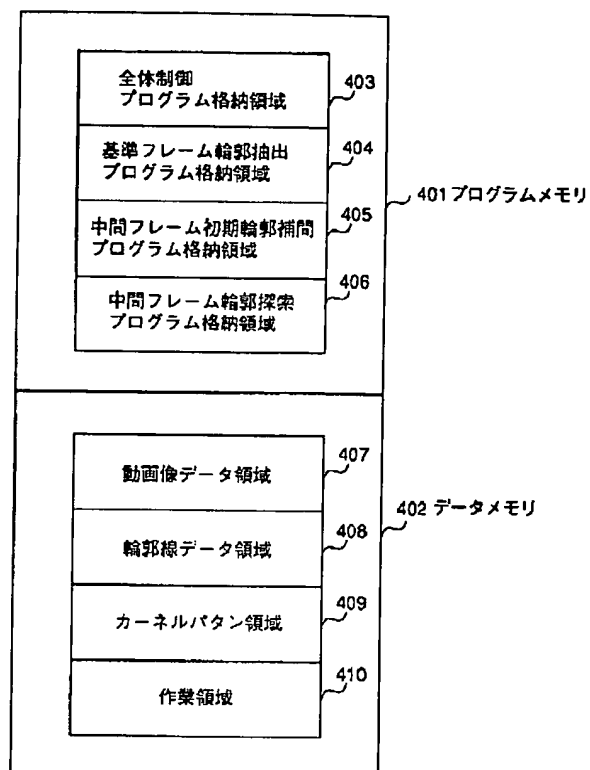 全体制御
プログラム格納領域
403
基準フレーム輪郭抽出
プログラム格納領域
404
中間フレーム初期輪郭補間
プログラム格納領域
405
中間フレーム輪郭探索
プログラム格納領域
406
401 プログラムメモリ
動画像データ領域
407
輪郭線データ領域
408
カーネルパタン領域
409
作業領域
410
402 データメモリ